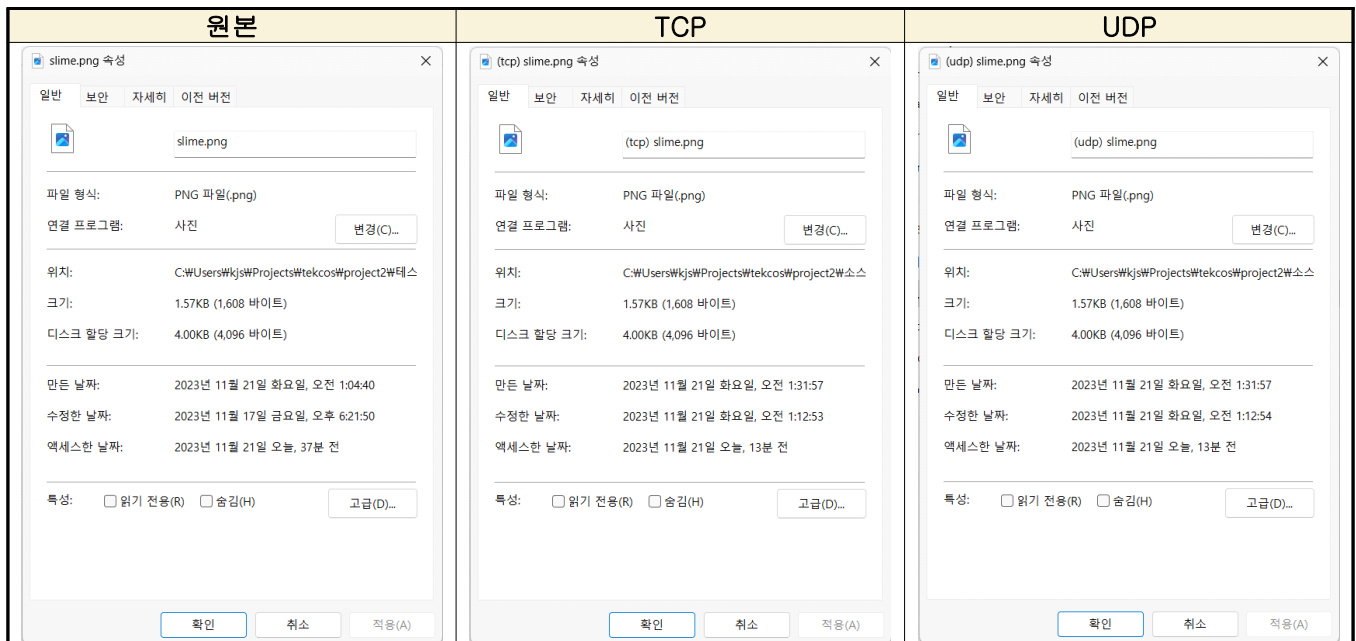 원본 TCP UDP
slime.png 속성
일반 보안 자세히 이전 버전
slime.png
파일 형식: PNG 파일(.png)
연결 프로그램: 사진 변경(C)...
위치: C:₩Users₩kjs₩Projects₩tekcos₩project2₩테스
크기: 1.57KB (1,608 바이트)
디스크 할당 크기: 4.00KB (4,096 바이트)
만든 날짜: 2023년 11월 21일 화요일, 오전 1:04:40
수정한 날짜: 2023년 11월 17일 금요일, 오후 6:21:50
액세스한 날짜: 2023년 11월 21일 오늘, 37분 전
특성: 읽기 전용(R) 숨김(H) 고급(D)...
확인 취소 적용(A)
(tcp) slime.png 속성
일반 보안 자세히 이전 버전
(tcp) slime.png
파일 형식: PNG 파일(.png)
연결 프로그램: 사진 변경(C)...
위치: C:₩Users₩kjs₩Projects₩tekcos₩project2₩소스
크기: 1.57KB (1,608 바이트)
디스크 할당 크기: 4.00KB (4,096 바이트)
만든 날짜: 2023년 11월 21일 화요일, 오전 1:31:57
수정한 날짜: 2023년 11월 21일 화요일, 오전 1:12:53
액세스한 날짜: 2023년 11월 21일 오늘, 13분 전
특성: 읽기 전용(R) 숨김(H) 고급(D)...
확인 취소 적용(A)
(udp) slime.png 속성
일반 보안 자세히 이전 버전
(udp) slime.png
파일 형식: PNG 파일(.png)
연결 프로그램: 사진 변경(C)...
위치: C:₩Users₩kjs₩Projects₩tekcos₩project2₩소스
크기: 1.57KB (1,608 바이트)
디스크 할당 크기: 4.00KB (4,096 바이트)
만든 날짜: 2023년 11월 21일 화요일, 오전 1:31:57
수정한 날짜: 2023년 11월 21일 화요일, 오전 1:12:54
액세스한 날짜: 2023년 11월 21일 오늘, 13분 전
특성: 읽기 전용(R) 숨김(H) 고급(D)...
확인 취소 적용(A)